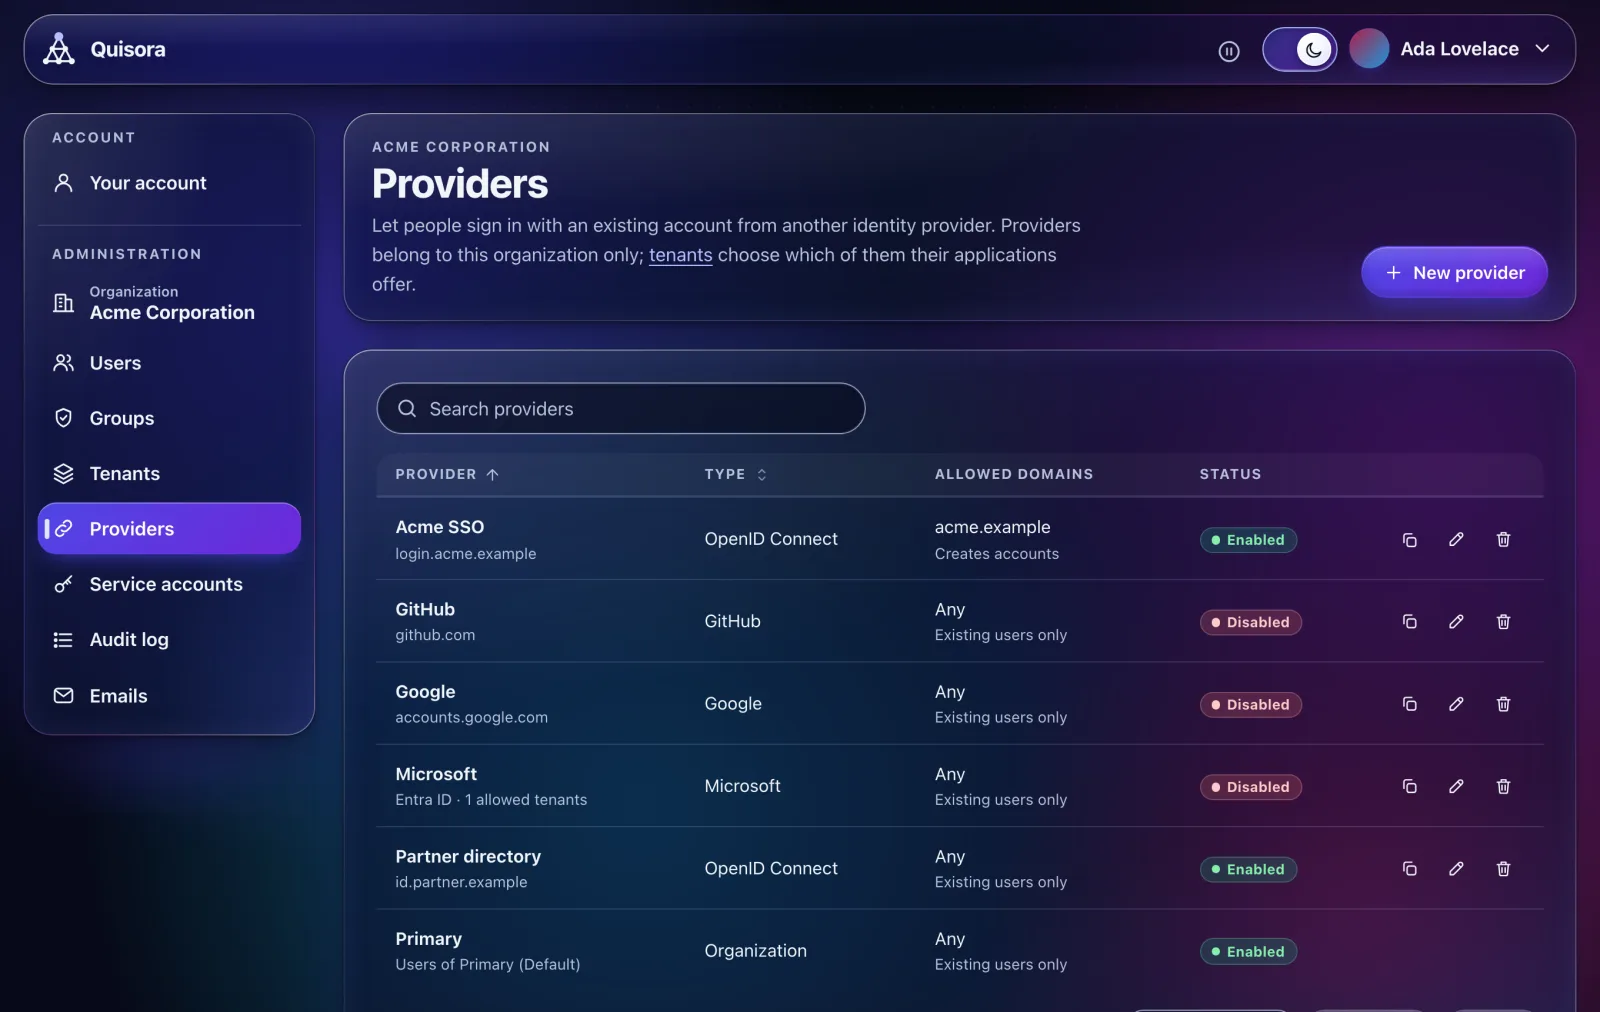 Quisora
Ada Lovelace
ACCOUNT
Your account
ADMINISTRATION
Organization
Acme Corporation
Users
Groups
Tenants
Providers
Service accounts
Audit log
Emails
ACME CORPORATION
Providers
Let people sign in with an existing account from another identity provider. Providers
belong to this organization only; tenants choose which of them their applications
offer.
New provider
Search providers
PROVIDER TYPE ALLOWED DOMAINS STATUS
Acme SSO OpenID Connect acme.example Enabled
login.acme.example Creates accounts
GitHub GitHub Any Disabled
github.com Existing users only
Google Google Any Disabled
accounts.google.com Existing users only
Microsoft Microsoft Any Disabled
Entra ID · 1 allowed tenants Existing users only
Partner directory OpenID Connect Any Enabled
id.partner.example Existing users only
Primary Organization Any Enabled
Users of Primary (Default) Existing users only